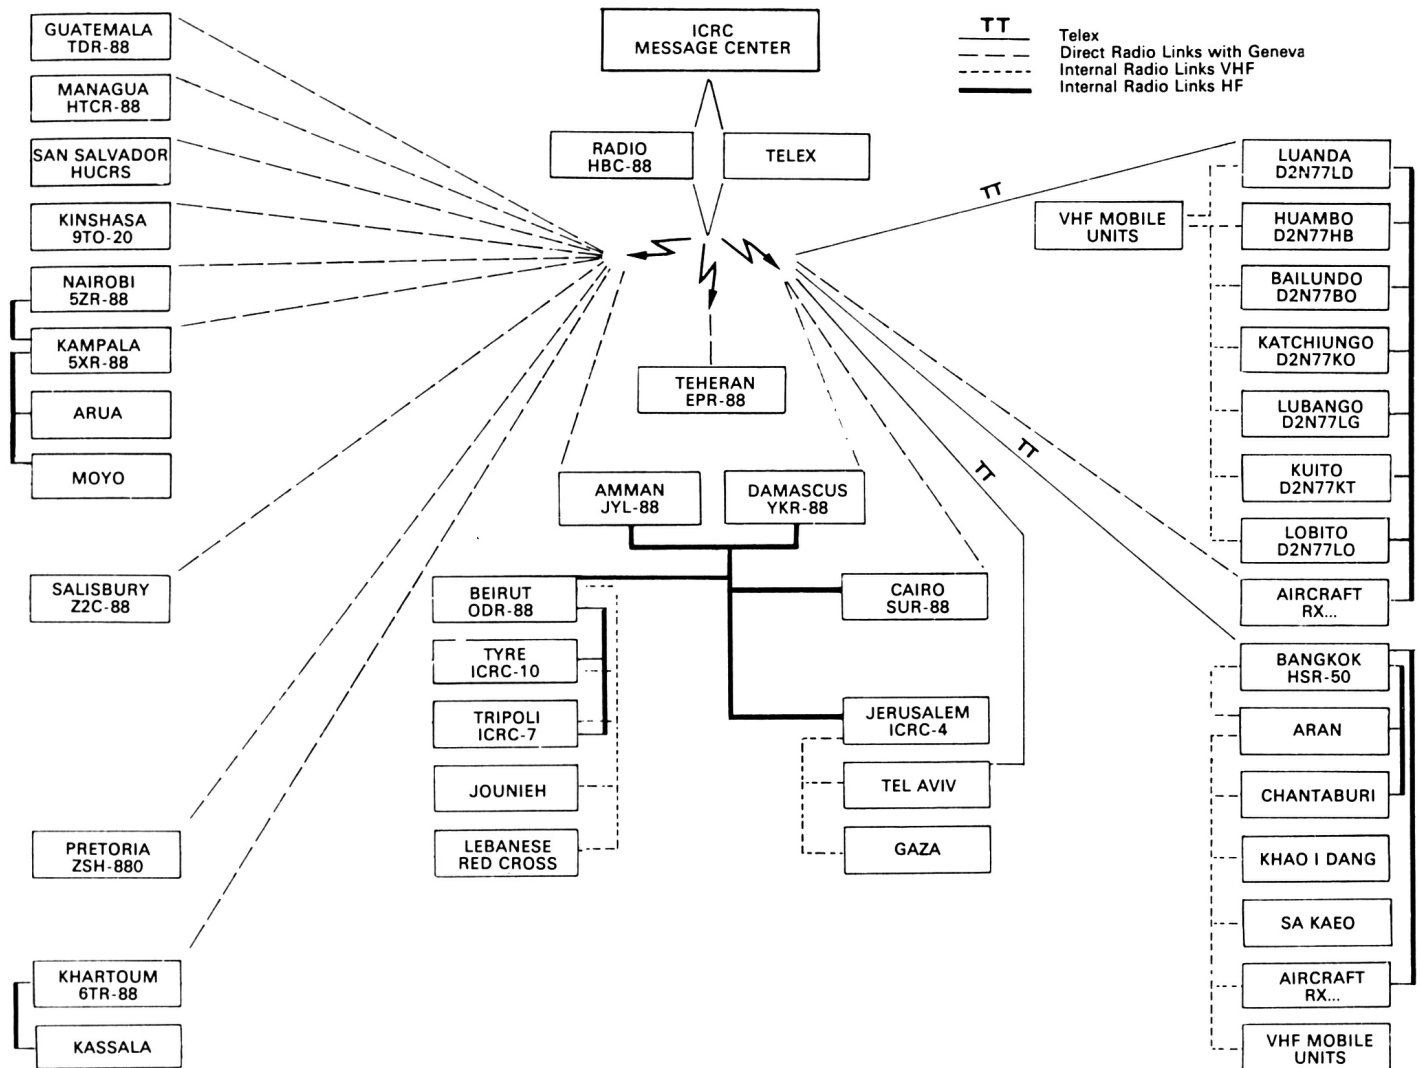 ICRC
MESSAGE CENTER
TT
Telex
Direct Radio Links with Geneva
Internal Radio Links VHF
Internal Radio Links HF
RADIO
HBC-88
TELEX
GUATEMALA
TDR-88
MANAGUA
HTCR-88
SAN SALVADOR
HUCRS
KINSHASA
9TO-20
NAIROBI
5ZR-88
KAMPALA
5XR-88
ARUA
MOYO
SALISBURY
Z2C-88
PRETORIA
ZSH-880
KHARTOUM
6TR-88
KASSALA
TEHERAN
EPR-88
AMMAN
JYL-88
DAMASCUS
YKR-88
BEIRUT
ODR-88
TYRE
ICRC-10
TRIPOLI
ICRC-7
JOUNIEH
LEBANESE
RED CROSS
CAIRO
SUR-88
JERUSALEM
ICRC-4
TEL AVIV
GAZA
TT
TT
TT
VHF MOBILE
UNITS
LUANDA
D2N77LD
HUAMBO
D2N77HB
BAILUNDO
D2N77BO
KATCHIUNGO
D2N77KO
LUBANGO
D2N77LG
KUITO
D2N77KT
LOBITO
D2N77LO
AIRCRAFT
RX...
BANGKOK
HSR-50
ARAN
CHANTABURI
KHAO I DANG
SA KAEO
AIRCRAFT
RX...
VHF MOBILE
UNITS